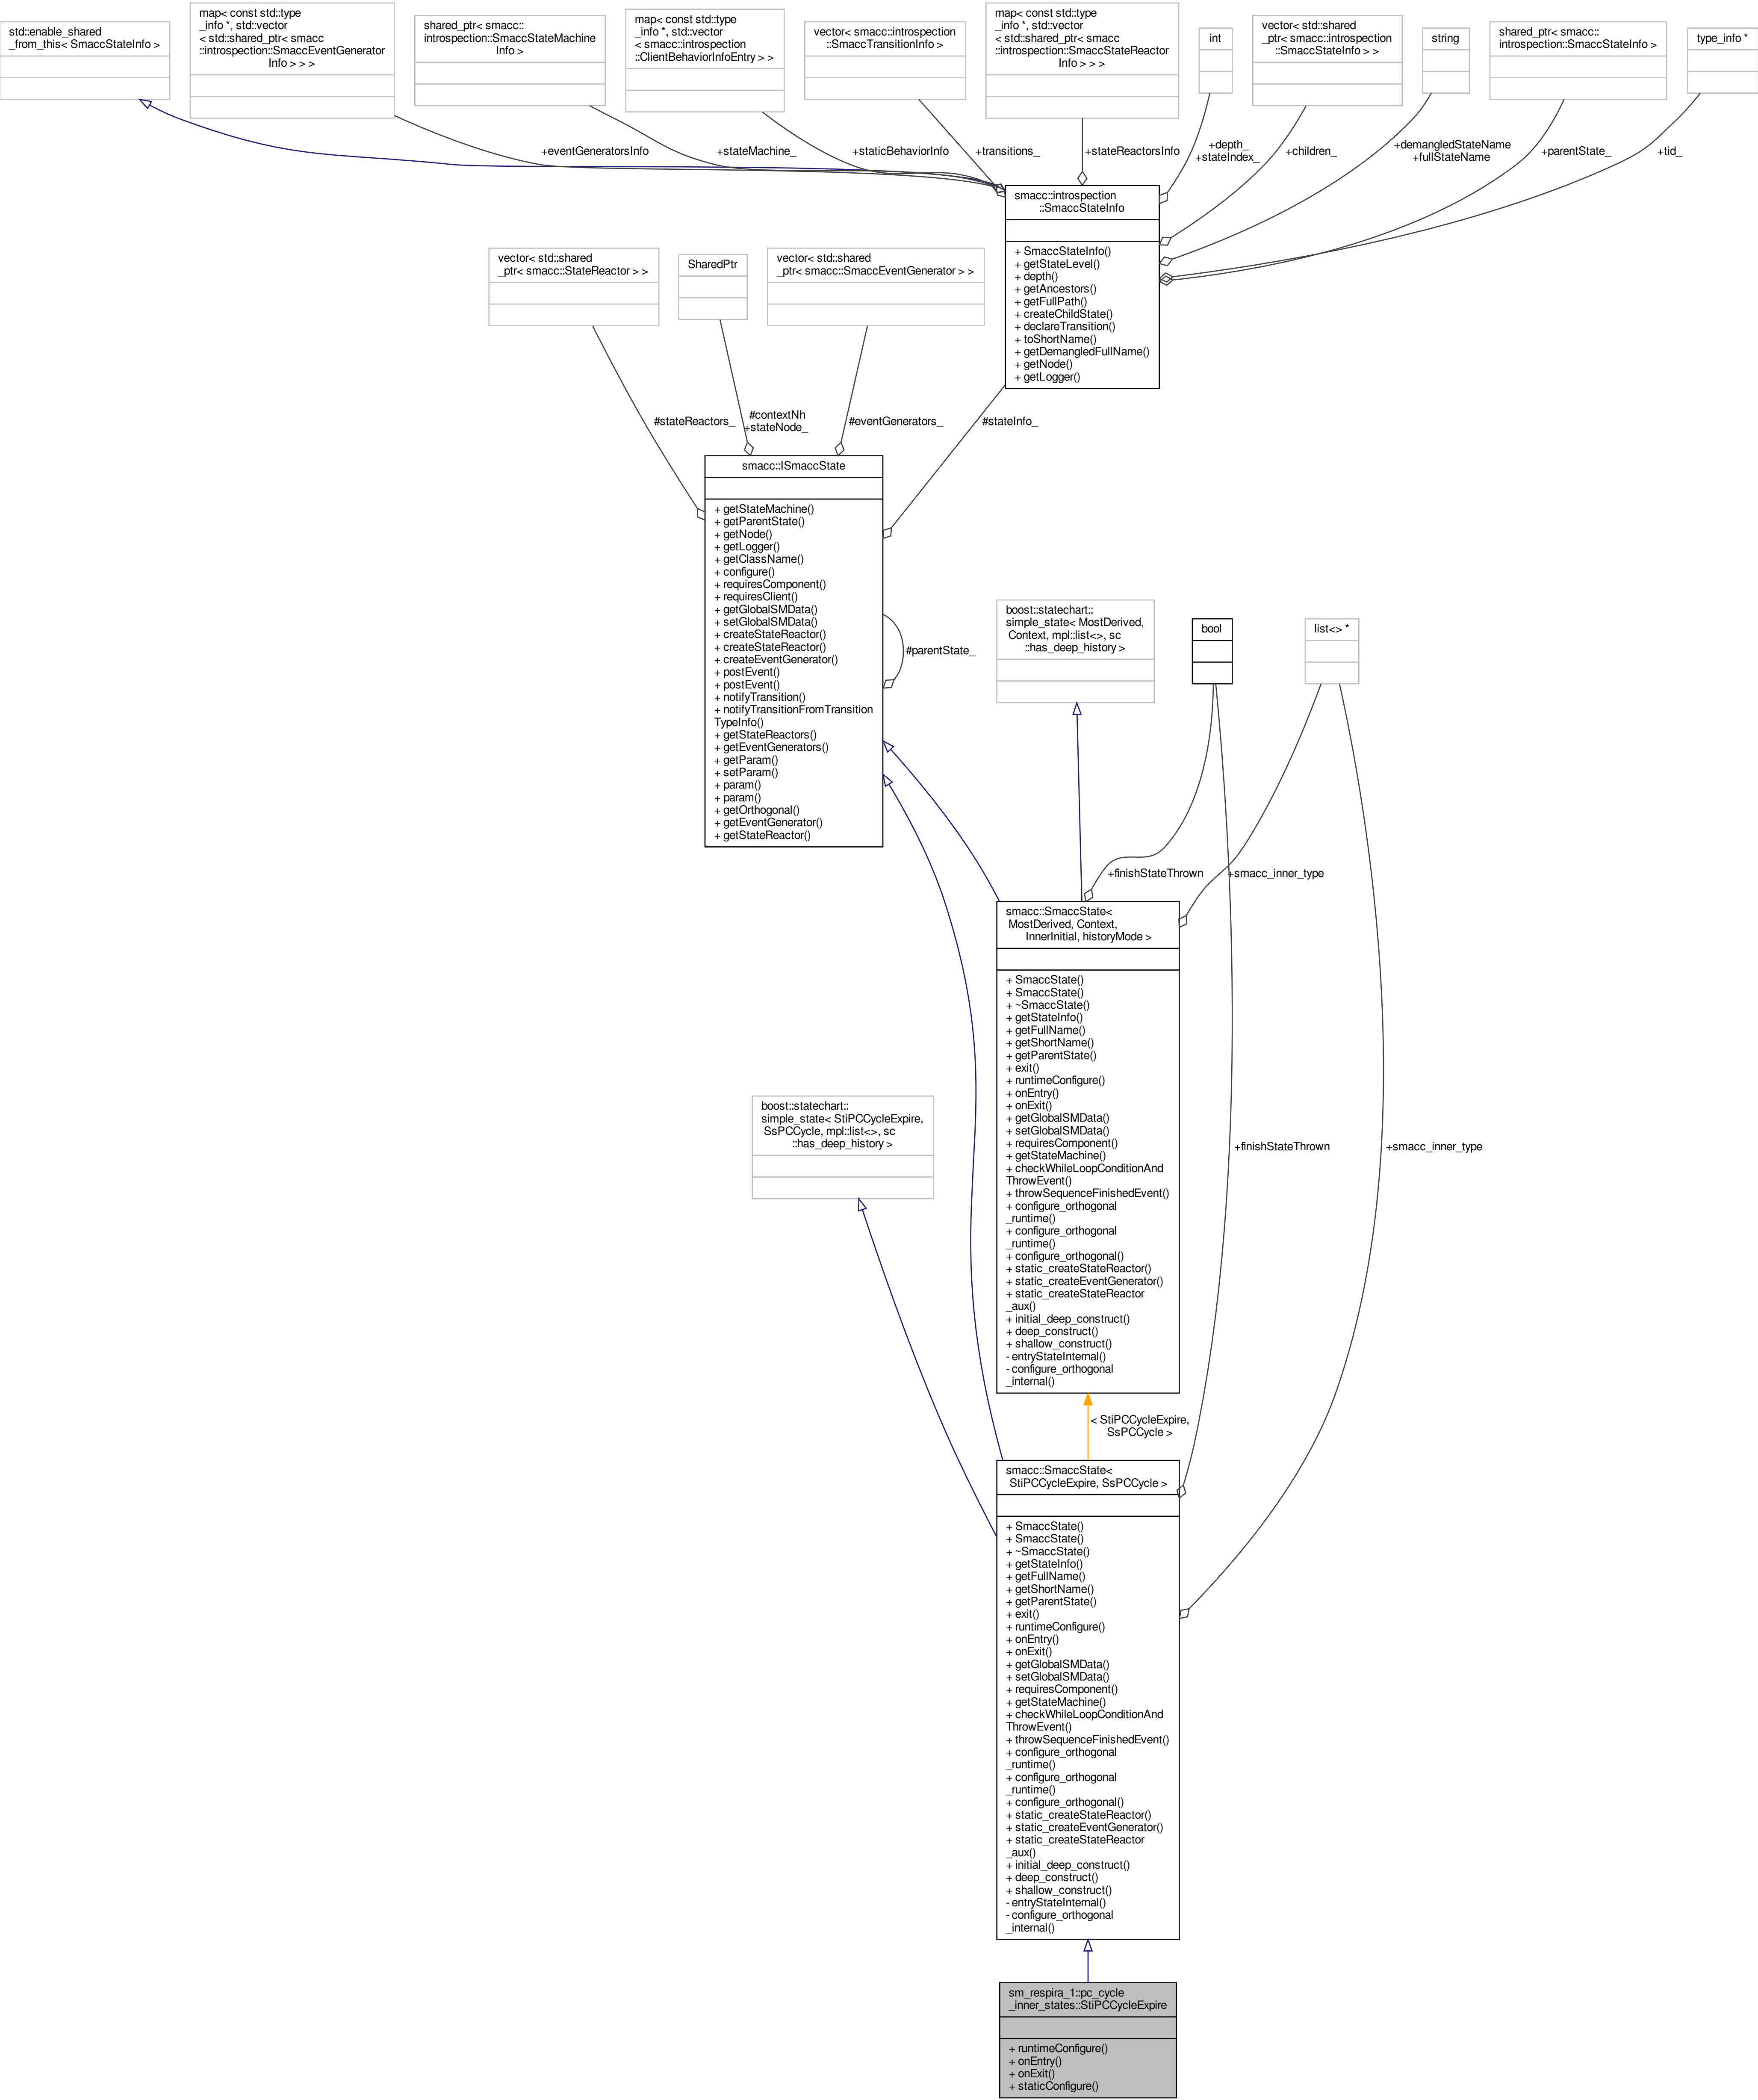 std::enable_shared
_from_this< SmaccStateInfo >
map< const std::type
_info *, std::vector
< std::shared_ptr< smacc
::introspection::SmaccEventGenerator
Info > > >
shared_ptr< smacc::
introspection::SmaccStateMachine
Info >
map< const std::type
_info *, std::vector
< smacc::introspection
::ClientBehaviorInfoEntry > >
vector< smacc::introspection
::SmaccTransitionInfo >
map< const std::type
_info *, std::vector
< std::shared_ptr< smacc
::introspection::SmaccStateReactor
Info > > >
int
vector< std::shared
_ptr< smacc::introspection
::SmaccStateInfo > >
string
shared_ptr< smacc::
introspection::SmaccStateInfo >
type_info *
+eventGeneratorsInfo
+stateMachine_
+staticBehaviorInfo
+transitions_
+stateReactorsInfo
+depth_
+stateIndex_
+children_
+demangledStateName
+fullStateName
+parentState_
+tid_
smacc::introspection
::SmaccStateInfo
+ SmaccStateInfo()
+ getStateLevel()
+ depth()
+ getAncestors()
+ getFullPath()
+ createChildState()
+ declareTransition()
+ toShortName()
+ getDemangledFullName()
+ getNode()
+ getLogger()
vector< std::shared
_ptr< smacc::StateReactor > >
SharedPtr
vector< std::shared
_ptr< smacc::SmaccEventGenerator > >
#stateReactors_
#contextNh
+stateNode_
#eventGenerators_
#stateInfo_
smacc::ISmaccState
+ getStateMachine()
+ getParentState()
+ getNode()
+ getLogger()
+ getClassName()
+ configure()
+ requiresComponent()
+ requiresClient()
+ getGlobalSMData()
+ setGlobalSMData()
+ createStateReactor()
+ createStateReactor()
+ createEventGenerator()
+ postEvent()
+ postEvent()
+ notifyTransition()
+ notifyTransitionFromTransition
TypeInfo()
+ getStateReactors()
+ getEventGenerators()
+ getParam()
+ setParam()
+ param()
+ param()
+ getOrthogonal()
+ getEventGenerator()
+ getStateReactor()
#parentState_
boost::statechart::
simple_state< MostDerived,
Context, mpl::list<>, sc
::has_deep_history >
bool
list<> *
+finishStateThrown
+smacc_inner_type
smacc::SmaccState<
MostDerived, Context,
InnerInitial, historyMode >
+ SmaccState()
+ SmaccState()
+ ~SmaccState()
+ getStateInfo()
+ getFullName()
+ getShortName()
+ getParentState()
+ exit()
+ runtimeConfigure()
+ onEntry()
+ onExit()
+ getGlobalSMData()
+ setGlobalSMData()
+ requiresComponent()
+ getStateMachine()
+ checkWhileLoopConditionAnd
ThrowEvent()
+ throwSequenceFinishedEvent()
+ configure_orthogonal
_runtime()
+ configure_orthogonal
_runtime()
+ configure_orthogonal()
+ static_createStateReactor()
+ static_createEventGenerator()
+ static_createStateReactor
_aux()
+ initial_deep_construct()
+ deep_construct()
+ shallow_construct()
- entryStateInternal()
- configure_orthogonal
_internal()
boost::statechart::
simple_state< StiPCCycleExpire,
SsPCCycle, mpl::list<>, sc
::has_deep_history >
+finishStateThrown
+smacc_inner_type
< StiPCCycleExpire,
SsPCCycle >
smacc::SmaccState<
StiPCCycleExpire, SsPCCycle >
+ SmaccState()
+ SmaccState()
+ ~SmaccState()
+ getStateInfo()
+ getFullName()
+ getShortName()
+ getParentState()
+ exit()
+ runtimeConfigure()
+ onEntry()
+ onExit()
+ getGlobalSMData()
+ setGlobalSMData()
+ requiresComponent()
+ getStateMachine()
+ checkWhileLoopConditionAnd
ThrowEvent()
+ throwSequenceFinishedEvent()
+ configure_orthogonal
_runtime()
+ configure_orthogonal
_runtime()
+ configure_orthogonal()
+ static_createStateReactor()
+ static_createEventGenerator()
+ static_createStateReactor
_aux()
+ initial_deep_construct()
+ deep_construct()
+ shallow_construct()
- entryStateInternal()
- configure_orthogonal
_internal()
sm_respira_1::pc_cycle
_inner_states::StiPCCycleExpire
+ runtimeConfigure()
+ onEntry()
+ onExit()
+ staticConfigure()